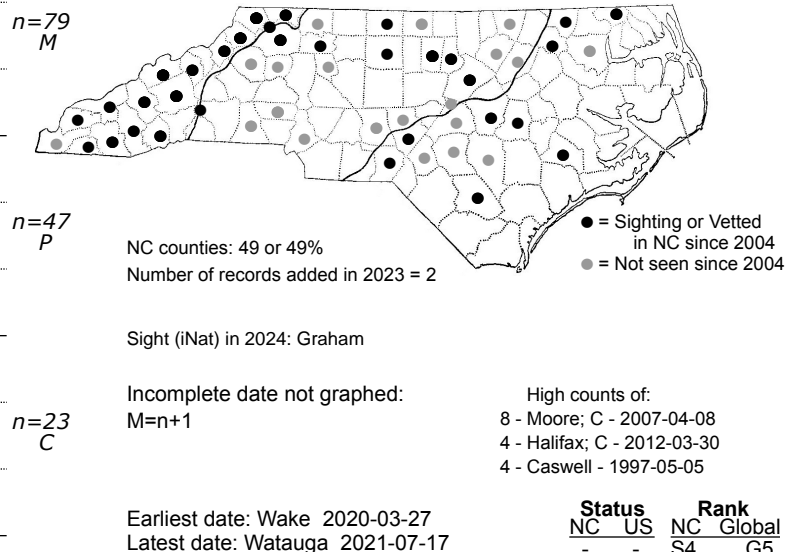 n=79
M
n=47
P
● = Sighting or Vetted
in NC since 2004
● = Not seen since 2004
NC counties: 49 or 49%
Number of records added in 2023 = 2
Sight (iNat) in 2024: Graham
Incomplete date not graphed:
M=n+1
n=23
C
High counts of:
8 - Moore; C - 2007-04-08
4 - Halifax; C - 2012-03-30
4 - Caswell - 1997-05-05
Earliest date: Wake 2020-03-27
Latest date: Watauga 2021-07-17
Status Rank
NC US NC Global
- - S4 G5